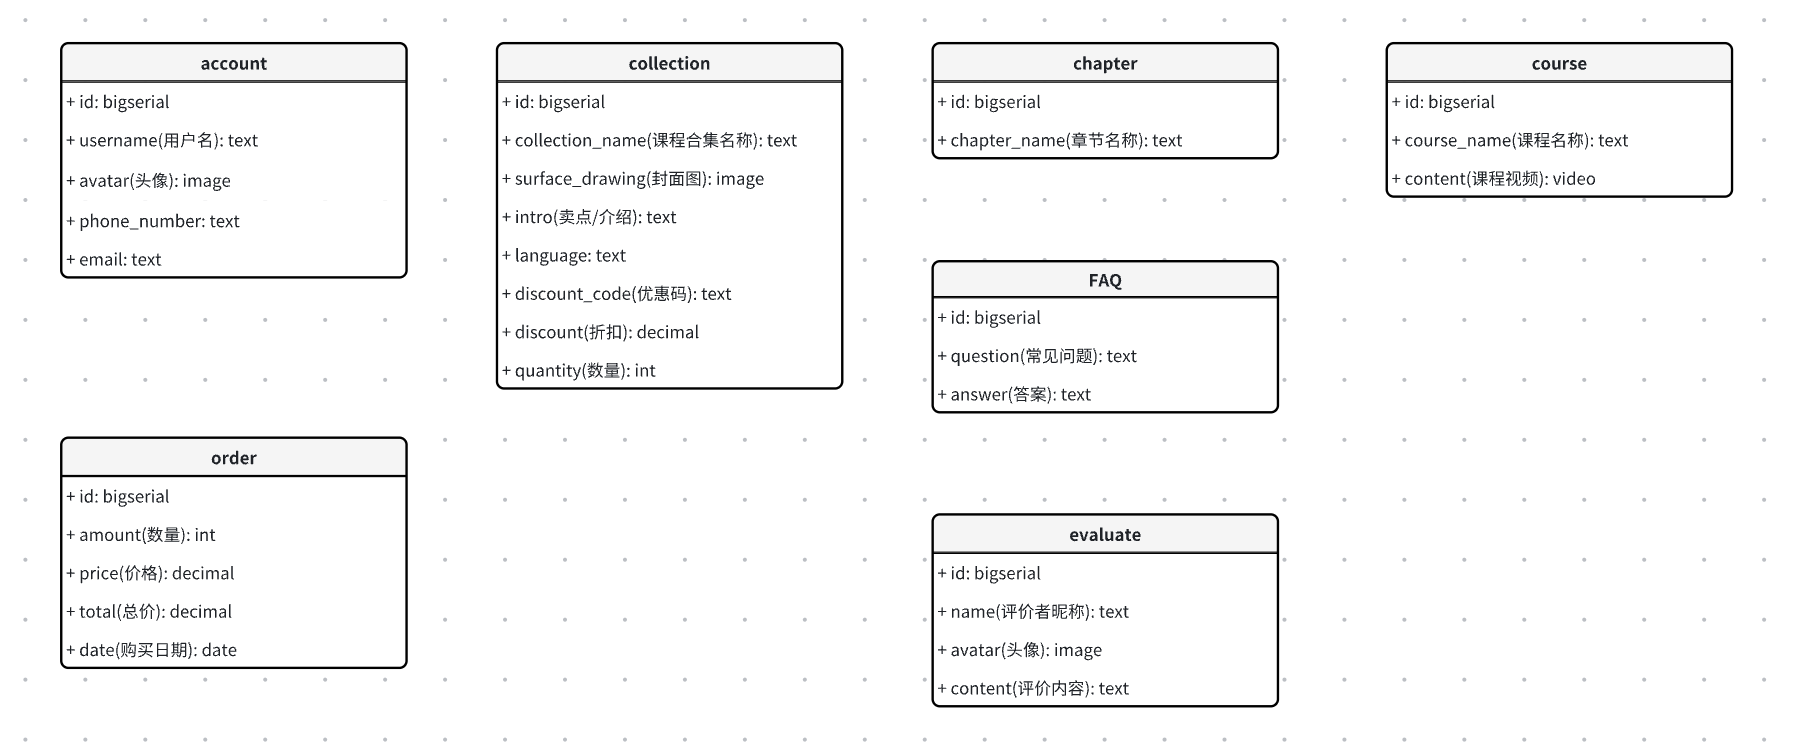 account
+ id: bigserial
+ username(用户名): text
+ avatar(头像): image
+ phone_number: text
+ email: text
collection
+ id: bigserial
+ collection_name(课程合集名称): text
+ surface_drawing(封面图): image
+ intro(卖点/介绍): text
+ language: text
+ discount_code(优惠码): text
+ discount(折扣): decimal
+ quantity(数量): int
chapter
+ id: bigserial
+ chapter_name(章节名称): text
course
+ id: bigserial
+ course_name(课程名称): text
+ content(课程视频): video
FAQ
+ id: bigserial
+ question(常见问题): text
+ answer(答案): text
order
+ id: bigserial
+ amount(数量): int
+ price(价格): decimal
+ total(总价): decimal
+ date(购买日期): date
evaluate
+ id: bigserial
+ name(评价者昵称): text
+ avatar(头像): image
+ content(评价内容): text